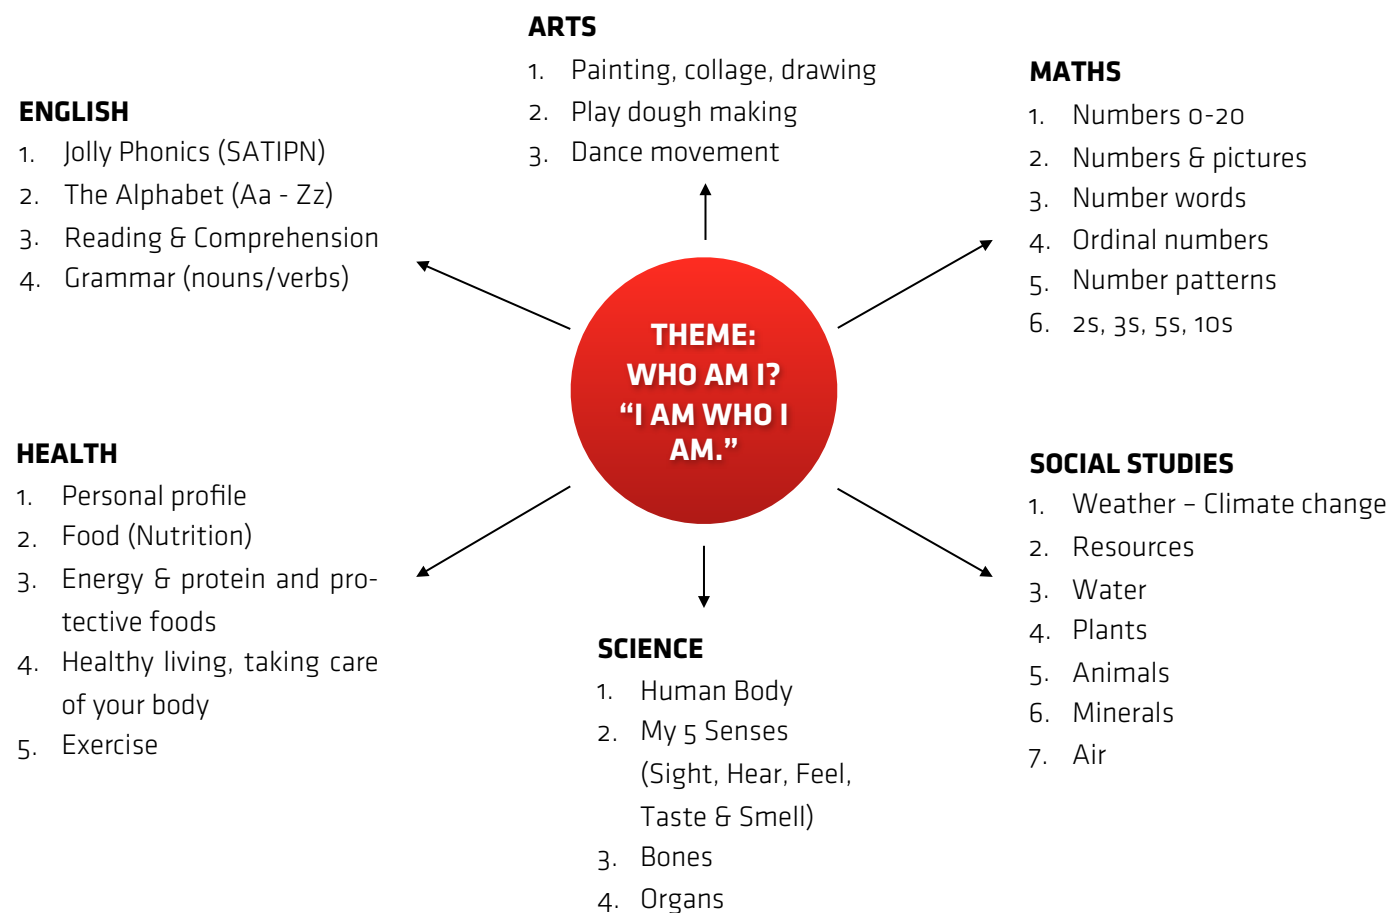 ARTS
1. Painting, collage, drawing
2. Play dough making
3. Dance movement
ENGLISH
1. Jolly Phonics (SATIPN)
2. The Alphabet (Aa - Zz)
3. Reading & Comprehension
4. Grammar (nouns/verbs)
MATHS
1. Numbers 0-20
2. Numbers & pictures
3. Number words
4. Ordinal numbers
5. Number patterns
6. 2s, 3s, 5s, 10s
THEME:
WHO AM I?
“I AM WHO I
AM.”
HEALTH
1. Personal profile
2. Food (Nutrition)
3. Energy & protein and pro-
tective foods
4. Healthy living, taking care
of your body
5. Exercise
SCIENCE
1. Human Body
2. My 5 Senses
(Sight, Hear, Feel,
Taste & Smell)
3. Bones
4. Organs
SOCIAL STUDIES
1. Weather – Climate change
2. Resources
3. Water
4. Plants
5. Animals
6. Minerals
7. Air